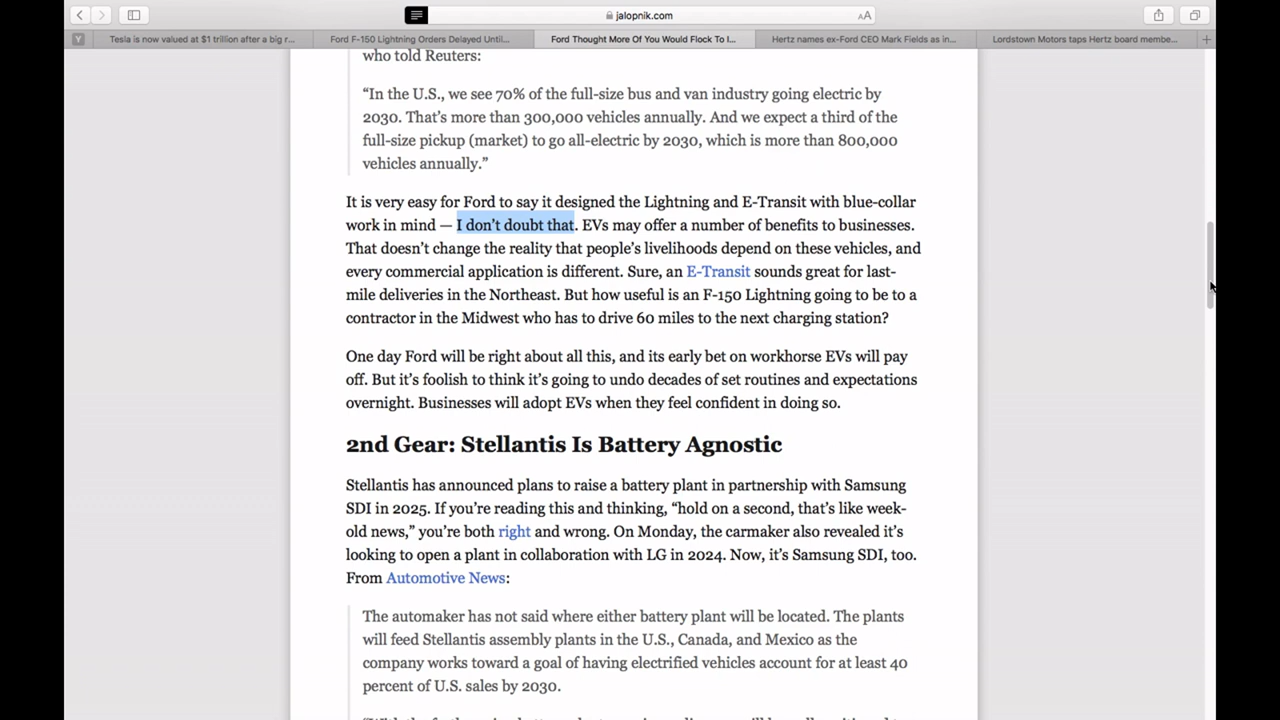 jalopnik.com
AA
Y
Tesla is now valued at $1 trillion after a big r...
Ford F-150 Lightning Orders Delayed Until...
Ford Thought More Of You Would Flock To I...
Hertz names ex-Ford CEO Mark Fields as in...
Lordstown Motors taps Hertz board membe...
who told Reuters:
“In the U.S., we see 70% of the full-size bus and van industry going electric by
2030. That’s more than 300,000 vehicles annually. And we expect a third of the
full-size pickup (market) to go all-electric by 2030, which is more than 800,000
vehicles annually.”
It is very easy for Ford to say it designed the Lightning and E-Transit with blue-collar
work in mind — I don’t doubt that. EVs may offer a number of benefits to businesses.
That doesn’t change the reality that people’s livelihoods depend on these vehicles, and
every commercial application is different. Sure, an E-Transit sounds great for last-
mile deliveries in the Northeast. But how useful is an F-150 Lightning going to be to a
contractor in the Midwest who has to drive 60 miles to the next charging station?
One day Ford will be right about all this, and its early bet on workhorse EVs will pay
off. But it’s foolish to think it’s going to undo decades of set routines and expectations
overnight. Businesses will adopt EVs when they feel confident in doing so.
2nd Gear: Stellantis Is Battery Agnostic
Stellantis has announced plans to raise a battery plant in partnership with Samsung
SDI in 2025. If you’re reading this and thinking, “hold on a second, that’s like week-
old news,” you’re both right and wrong. On Monday, the carmaker also revealed it’s
looking to open a plant in collaboration with LG in 2024. Now, it’s Samsung SDI, too.
From Automotive News:
The automaker has not said where either battery plant will be located. The plants
will feed Stellantis assembly plants in the U.S., Canada, and Mexico as the
company works toward a goal of having electrified vehicles account for at least 40
percent of U.S. sales by 2030.